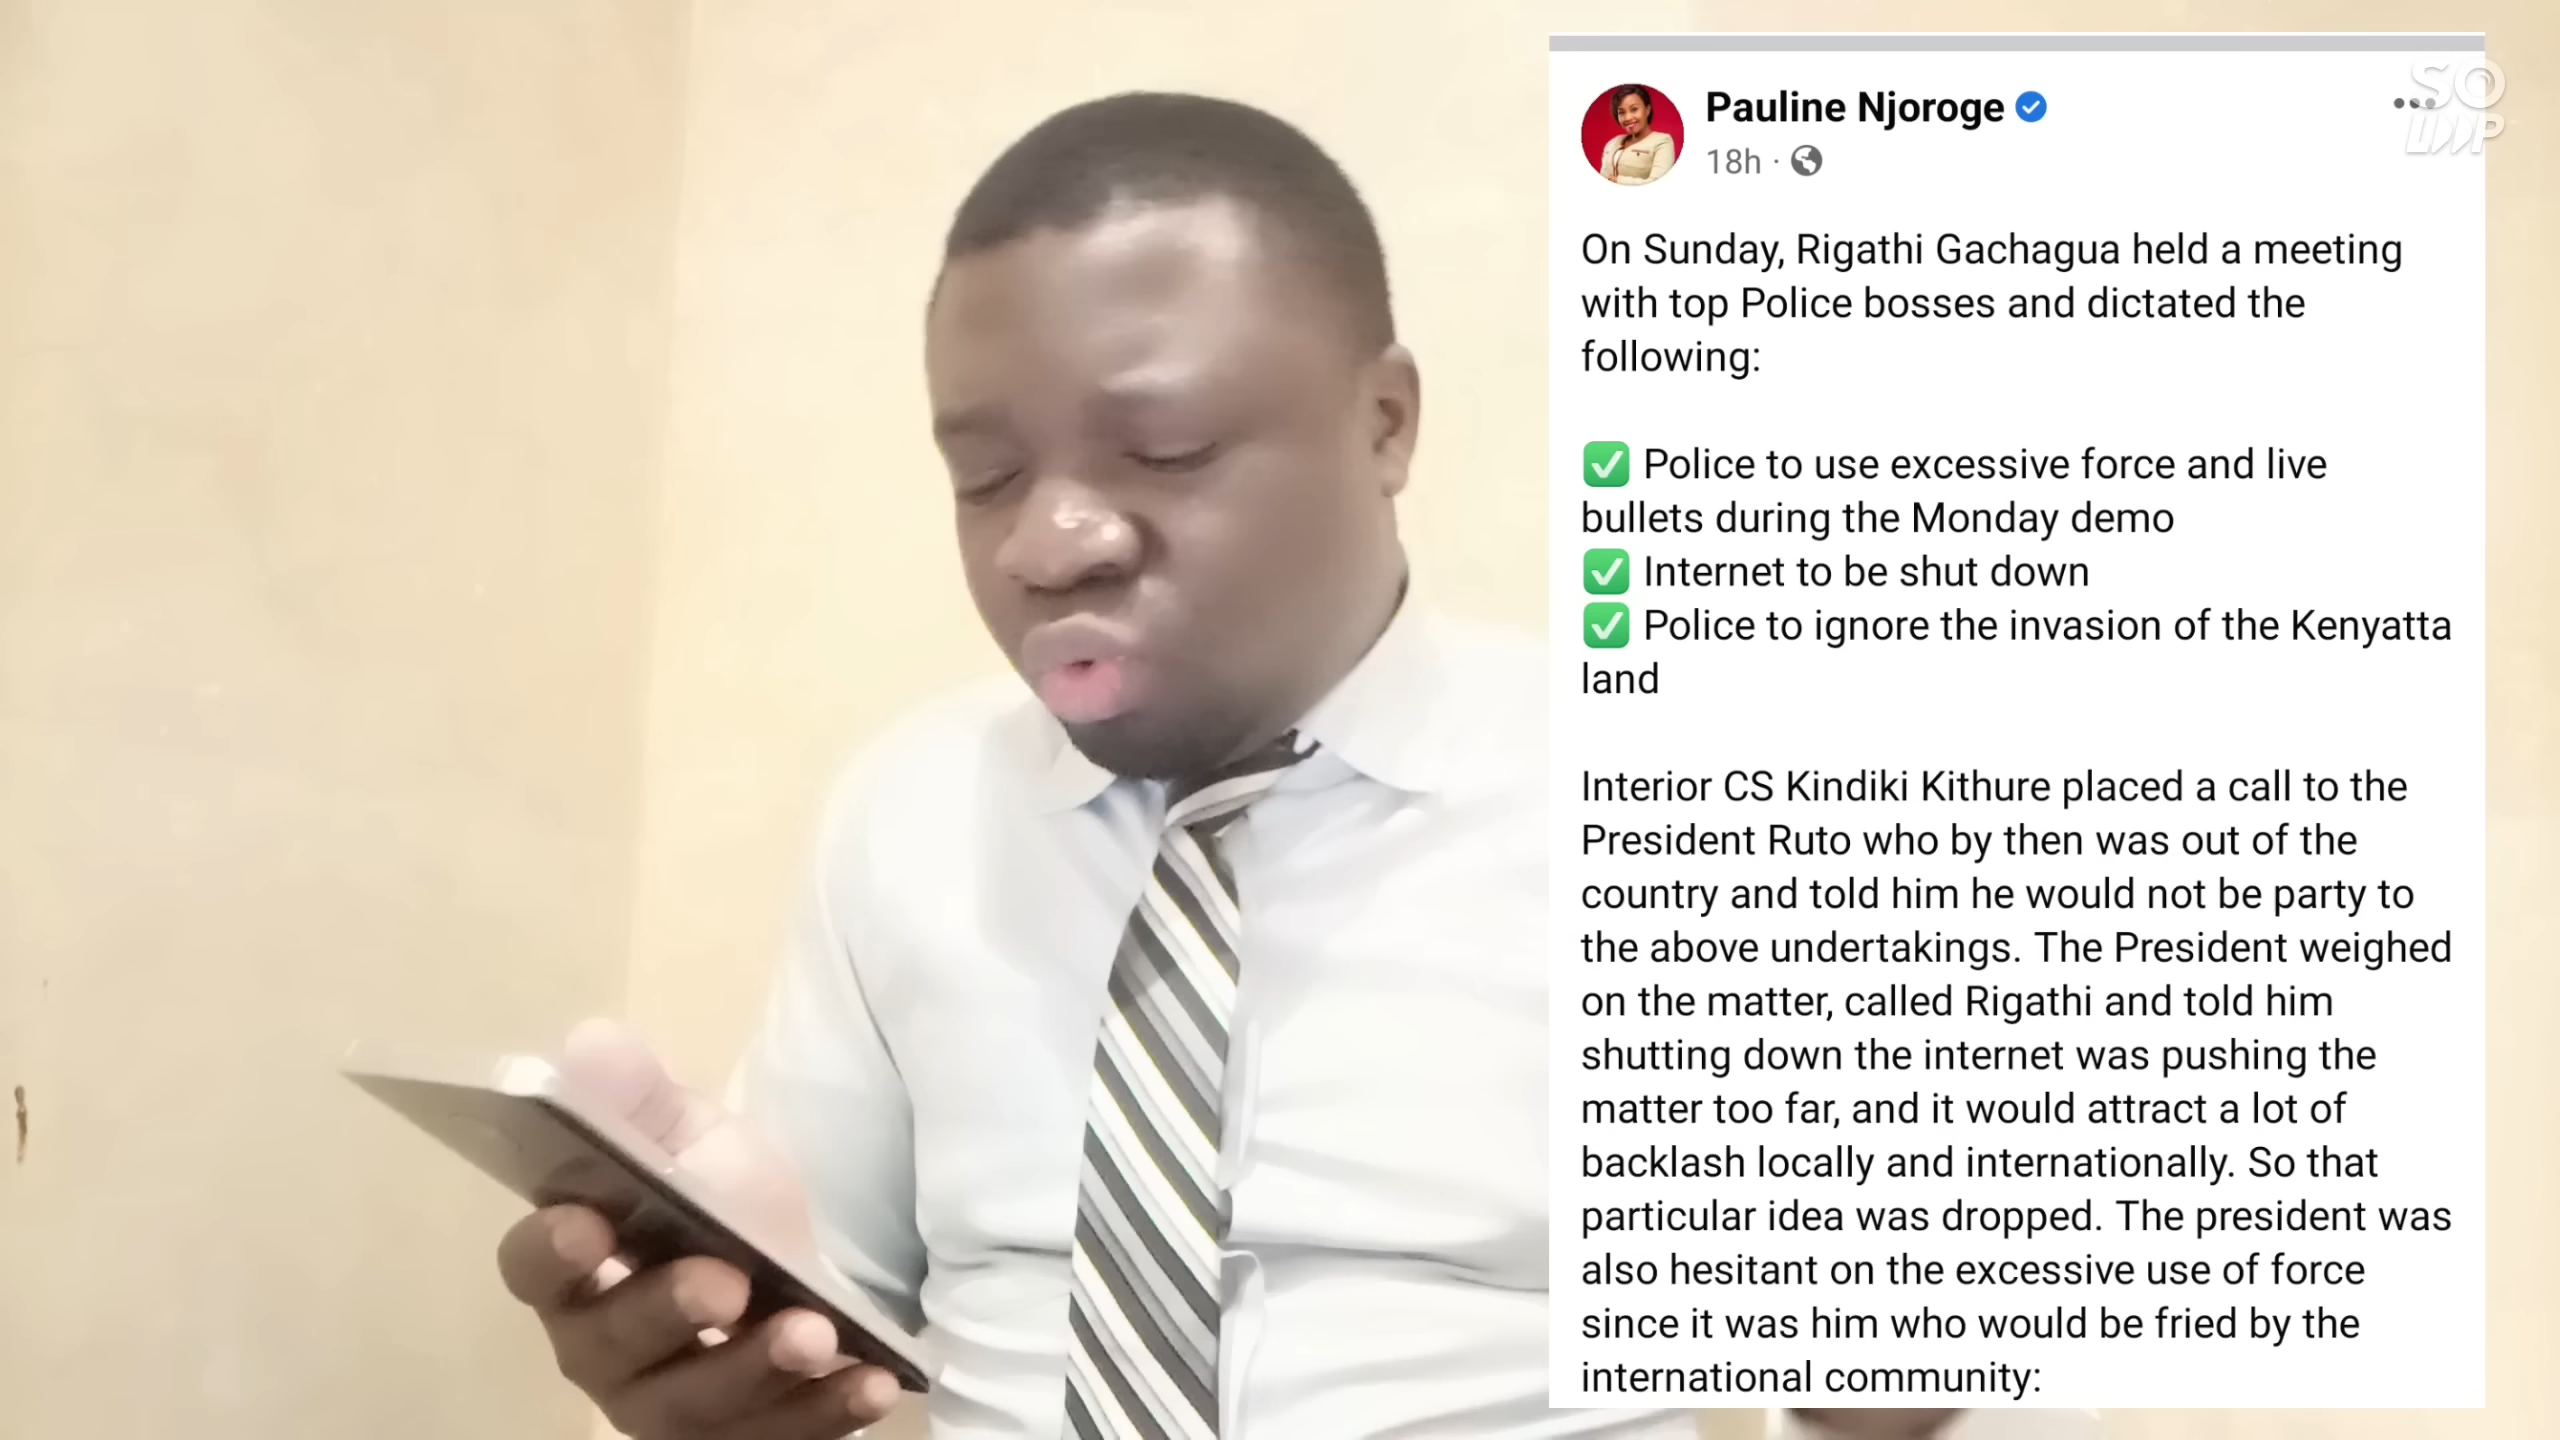 Pauline Njoroge
18h ·
On Sunday, Rigathi Gachagua held a meeting
with top Police bosses and dictated the
following:
✅ Police to use excessive force and live
bullets during the Monday demo
✅ Internet to be shut down
✅ Police to ignore the invasion of the Kenyatta
land
Interior CS Kindiki Kithure placed a call to the
President Ruto who by then was out of the
country and told him he would not be party to
the above undertakings. The President weighed
on the matter, called Rigathi and told him
shutting down the internet was pushing the
matter too far, and it would attract a lot of
backlash locally and internationally. So that
particular idea was dropped. The president was
also hesitant on the excessive use of force
since it was him who would be fried by the
international community: